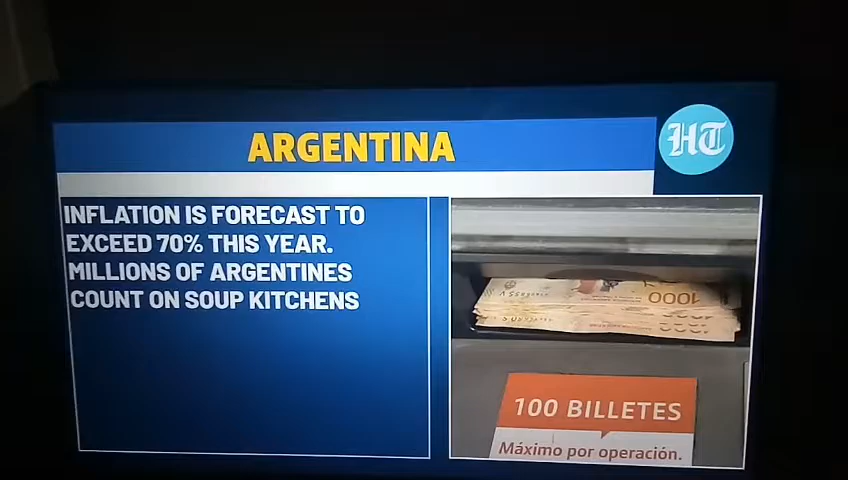 ARGENTINA
HT
INFLATION IS FORECAST TO
EXCEED 70% THIS YEAR.
MILLIONS OF ARGENTINES
COUNT ON SOUP KITCHENS
1000
100 BILLETES
Máximo por operación.